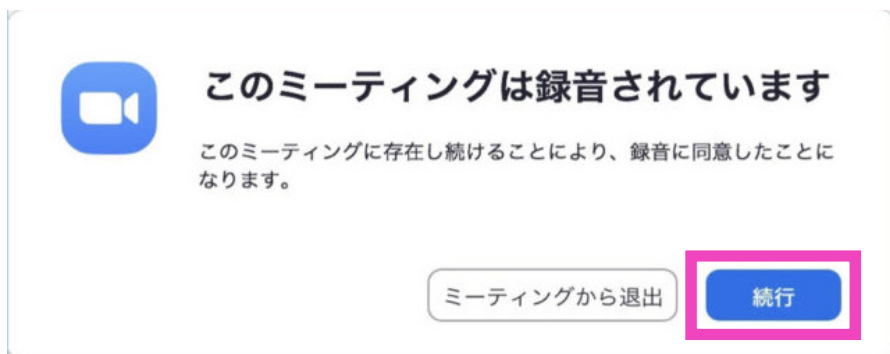 このミーティングは録音されています
このミーティングに存在し続けることにより、録音に同意したことに
なります。
ミーティングから退出
続行